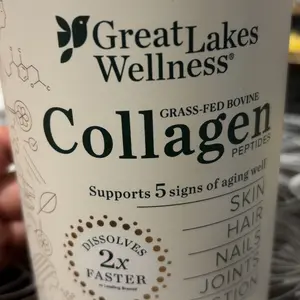 Great Lakes
Wellness®
GRASS-FED BOVINE
Collagen
PEPTIDES
Supports 5 signs of aging well
SKIN
HAIR
NAILS
JOINT
DISSOLVES
2x
FASTER